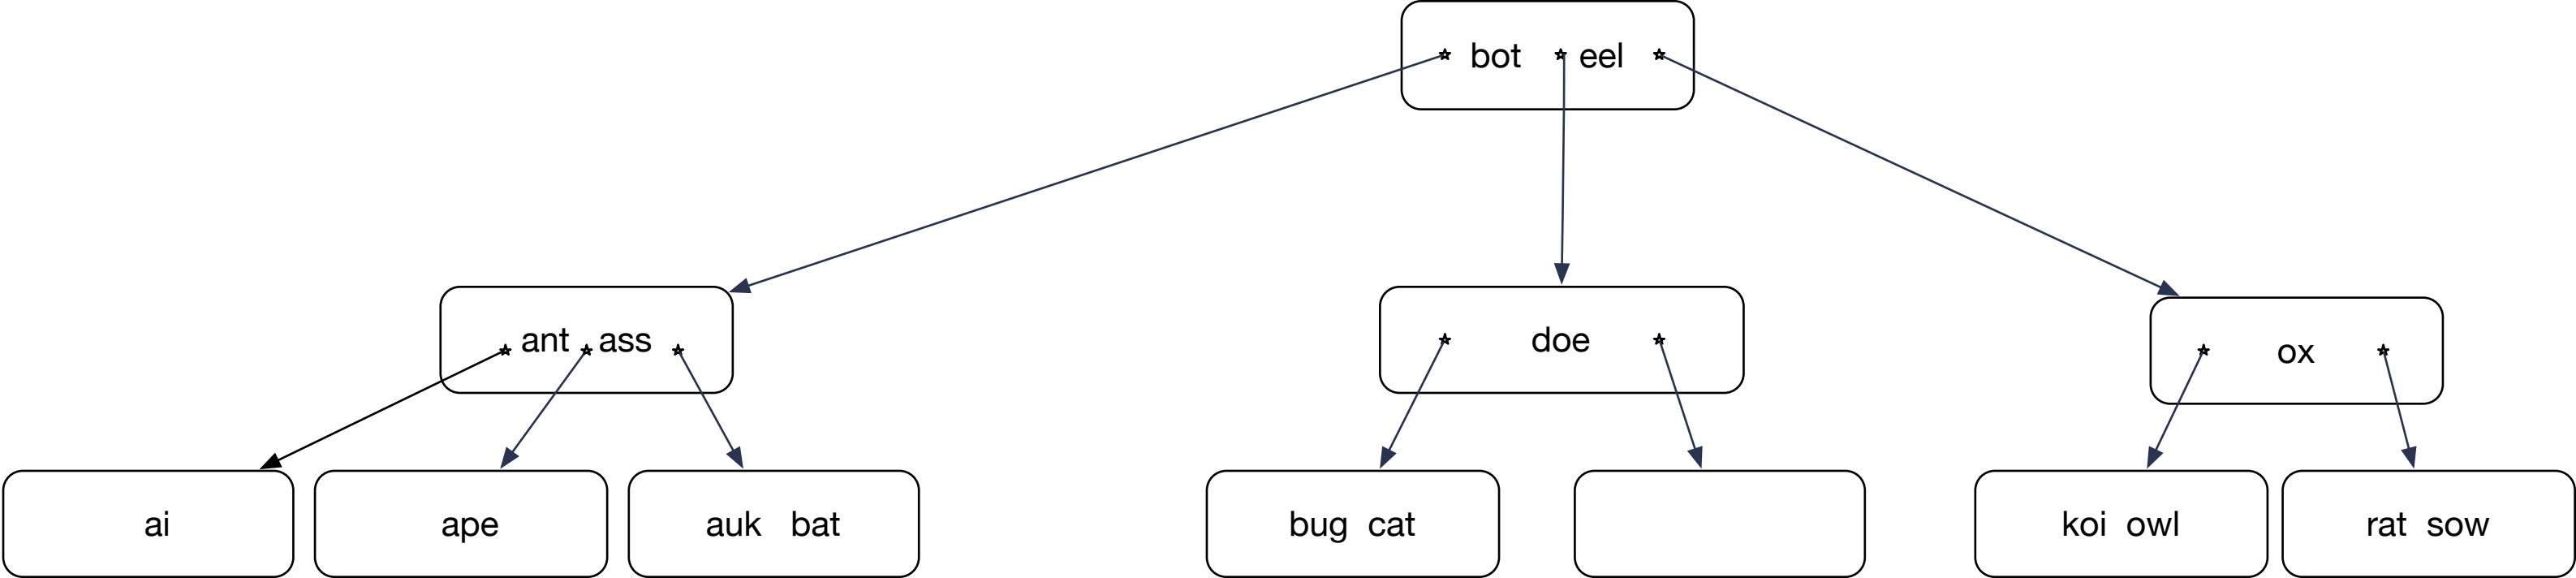 bot eel
ant ass
doe
ox
ai
ape
auk bat
bug cat
koi owl
rat sow